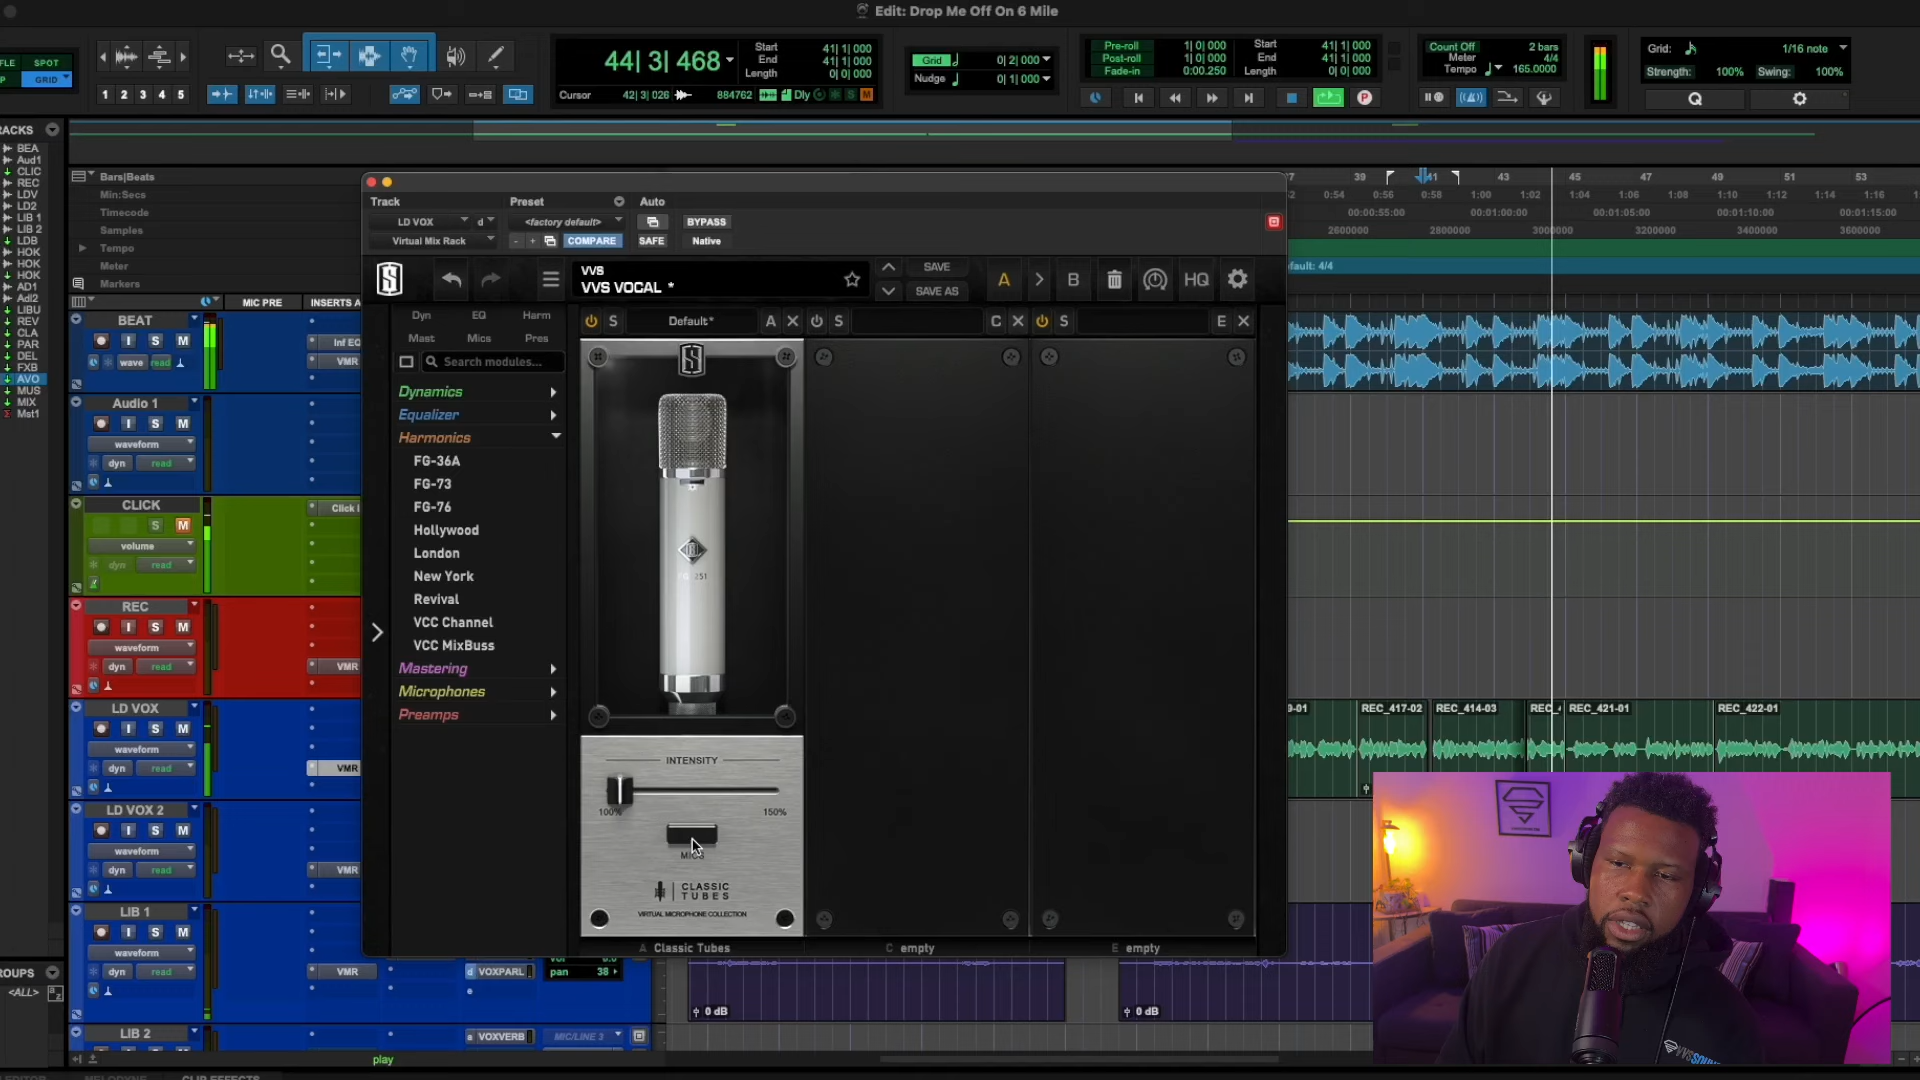 Edit: Drop Me Off On 6 Mile
SPOT
GRID
1 2 3 4 5
44| 3| 468
Start 41| 1| 000
End 41| 1| 000
Length 0| 0| 000
Cursor 42| 3| 026 884762 Dly
Grid 0| 2| 000
Nudge 0| 1| 000
Pre-roll 1| 0| 000
Post-roll 1| 0| 000
Fade-in 0:00.250
Start 41| 1| 000
End 41| 1| 000
Length 0| 0| 000
Count Off 2 bars
Meter 4/4
Tempo 165.0000
Grid: 1/16 note
Strength: 100% Swing: 100%
Q
ACKS
BEA
Aud1
CLIC
REC
LDV
LD2
LIB 1
LIB 2
LDB
HOK
HOK
HOK
AD1
Adl2
LIBU
REV
CLA
PAR
DEL
FXB
AVO
MUS
MIX
Mst1
OUPS
<ALL>
Bars|Beats
Min:Secs
Timecode
Samples
Tempo
Meter
Markers
MIC PRE INSERTS A
BEAT
I S M
wave read
Inf EQ
VMR
Audio 1
I S M
waveform
dyn read
CLICK
S M
volume
dyn read
Click I
REC
I S M
waveform
dyn read
VMR
LD VOX
I S M
waveform
dyn read
VMR
LD VOX 2
I S M
waveform
dyn read
VMR
LIB 1
I S M
waveform
dyn read
VMR
d VOXPARL
pan 38
LIB 2
a VOXVERB
MIC/LINE 3
play
Track Preset Auto
LD VOX d <factory default> BYPASS
Virtual Mix Rack - + COMPARE SAFE Native
VVS
VVS VOCAL *
SAVE
SAVE AS
A B HQ
Dyn EQ Harm
Mast Mics Pres
Search modules...
Dynamics
Equalizer
Harmonics
FG-36A
FG-73
FG-76
Hollywood
London
New York
Revival
VCC Channel
VCC MixBuss
Mastering
Microphones
Preamps
S Default* A
S C
S E
INTENSITY
100% 150%
CLASSIC
TUBES
VIRTUAL MICROPHONE COLLECTION
A Classic Tubes
C empty
E empty
39 41 43 45 47 49 51 53
0:54 0:56 0:58 1:00 1:02 1:04 1:06 1:08 1:10 1:12 1:14 1:16
00:00:55:00 00:01:00:00 00:01:05:00 00:01:10:00 00:01:15:00
2600000 2800000 3000000 3200000 3400000 3600000
fault: 4/4
9-01 REC_417-02 REC_414-03 REC_4 REC_421-01 REC_422-01
0 dB
0 dB
CLIP EFFECTS